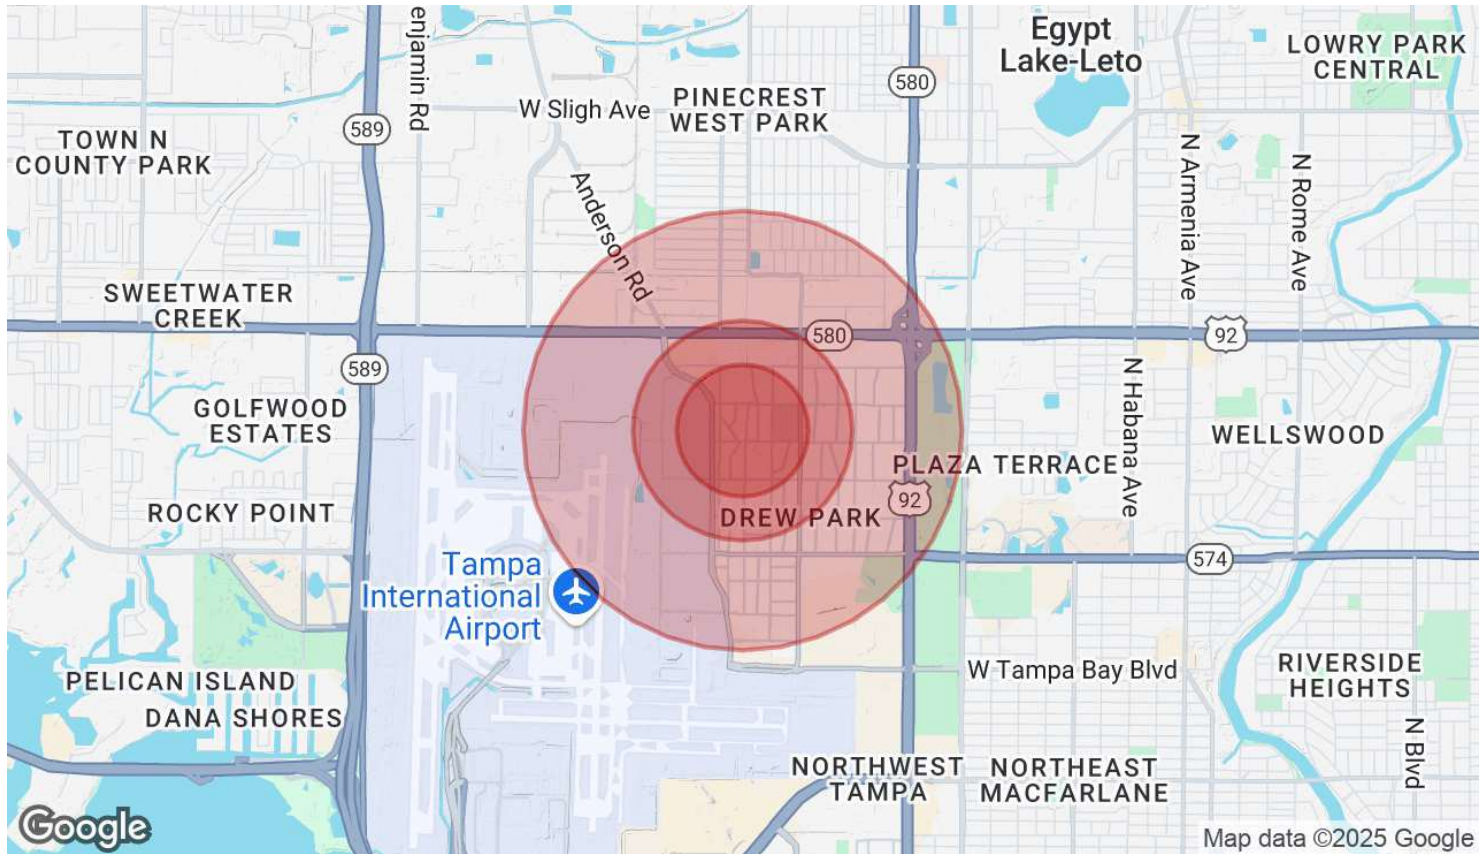 Egypt
Lake-Leto
LOWRY PARK
CENTRAL
enjamin Rd
580
W Sligh Ave
PINECREST
WEST PARK
589
TOWN N
COUNTY PARK
N Armenia Ave
N Rome Ave
Anderson Rd
SWEETWATER
CREEK
580
92
589
N Habana Ave
GOLFWOOD
ESTATES
WELLSWOOD
PLAZA TERRACE
92
ROCKY POINT
DREW PARK
574
Tampa
International
Airport
W Tampa Bay Blvd
RIVERSIDE
HEIGHTS
PELICAN ISLAND
DANA SHORES
N Blvd
NORTHWEST
TAMPA
NORTHEAST
MACFARLANE
Google
Map data ©2025 Google